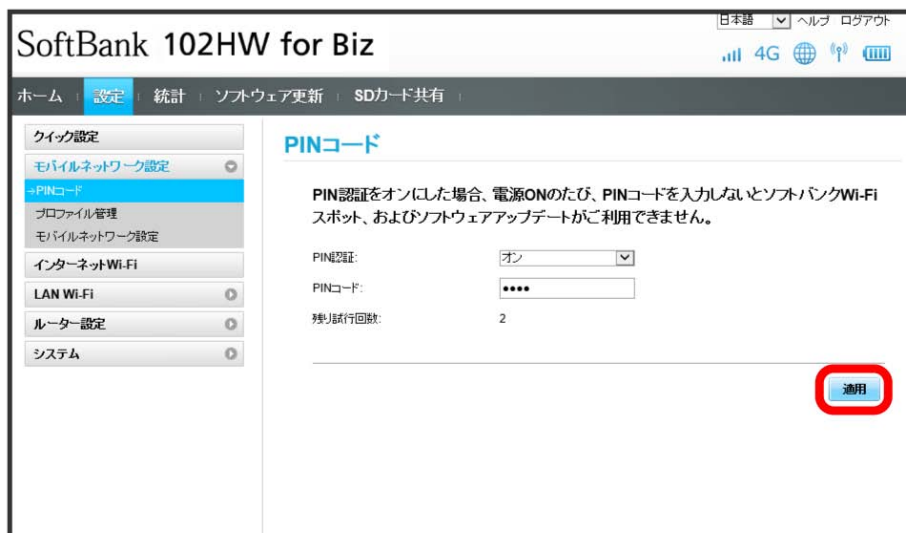 日本語 ヘルプ ログアウト
SoftBank 102HW for Biz
4G
ホーム 設定 統計 ソフトウェア更新 SDカード共有
クイック設定
モバイルネットワーク設定
→PINコード
プロファイル管理
モバイルネットワーク設定
インターネットWi-Fi
LAN Wi-Fi
ルーター設定
システム
PINコード
PIN認証をオンにした場合、電源ONのたび、PINコードを入力しないとソフトバンクWi-Fi
スポット、およびソフトウェアアップデートがご利用できません。
PIN認証: オン
PINコード: ••••
残り試行回数: 2
適用